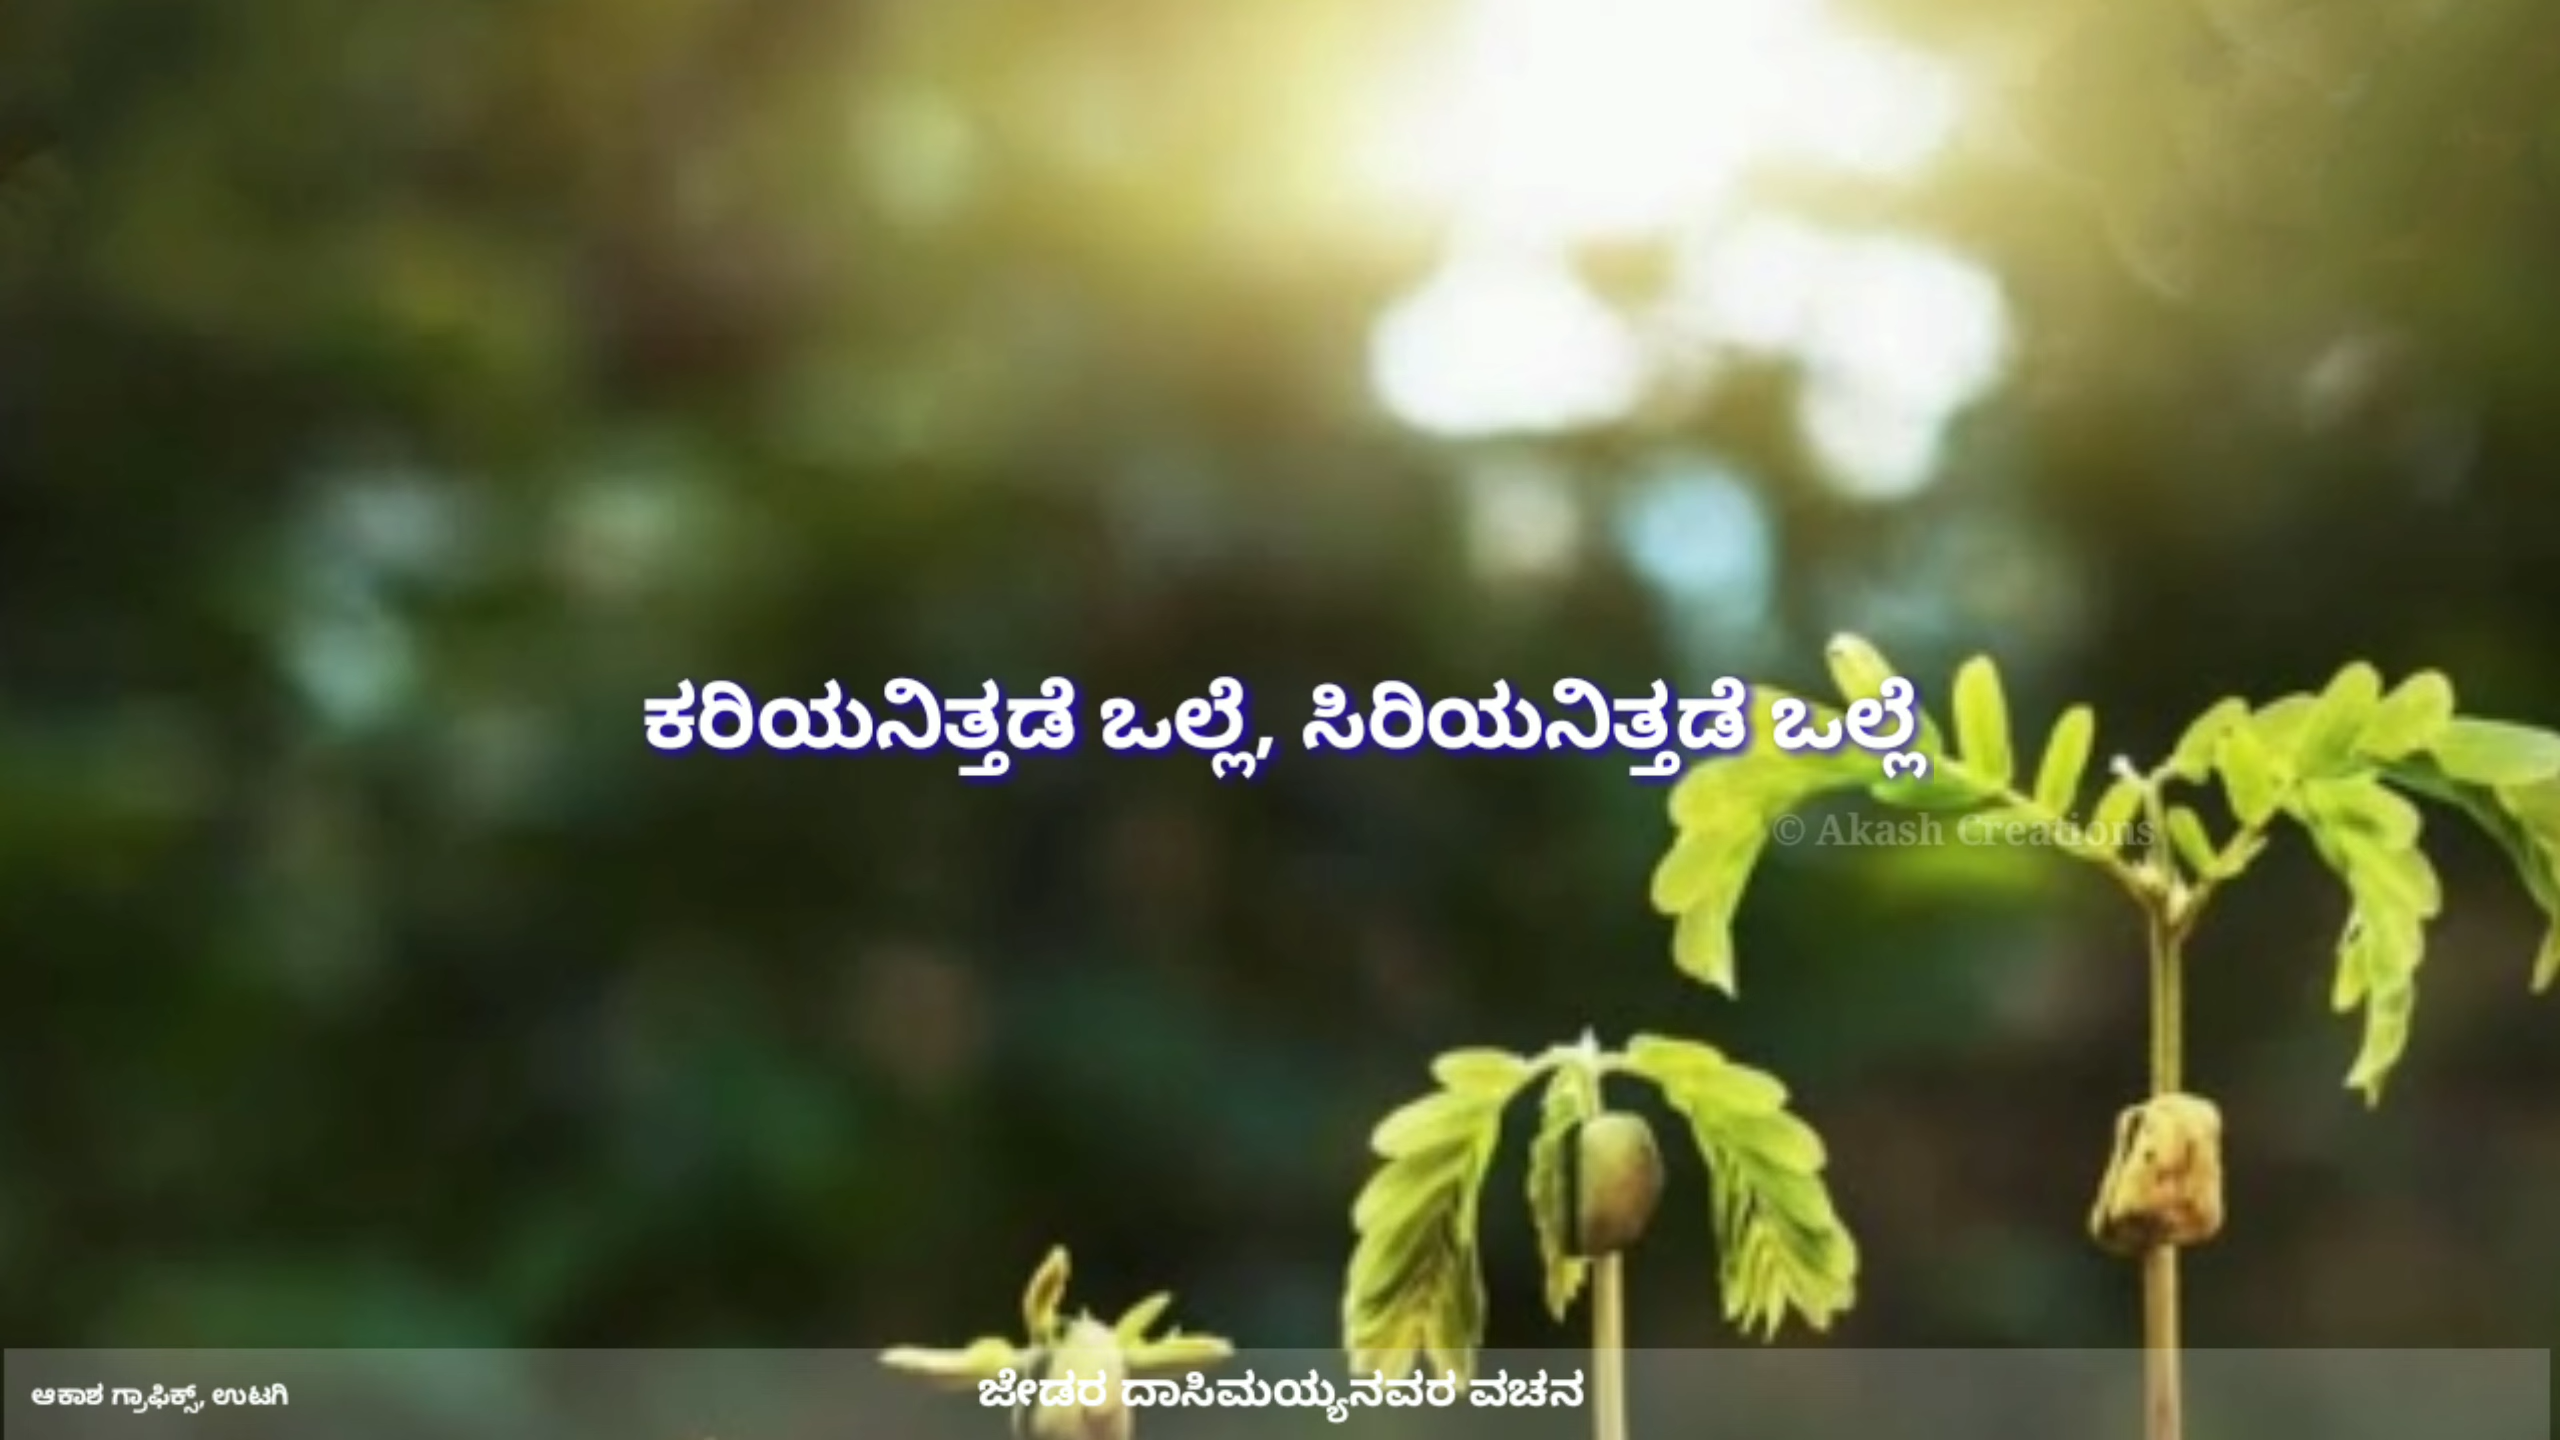 ಕರಿಯನಿತ್ತಡೆ ಒಲ್ಲೆ, ಸಿರಿಯನಿತ್ತಡೆ ಒಲ್ಲೆ
© Akash Creations
ಆಕಾಶ ಗ್ರಾಫಿಕ್ಸ್, ಉಟಗಿ
ಜೇಡರ ದಾಸಿಮಯ್ಯನವರ ವಚನ